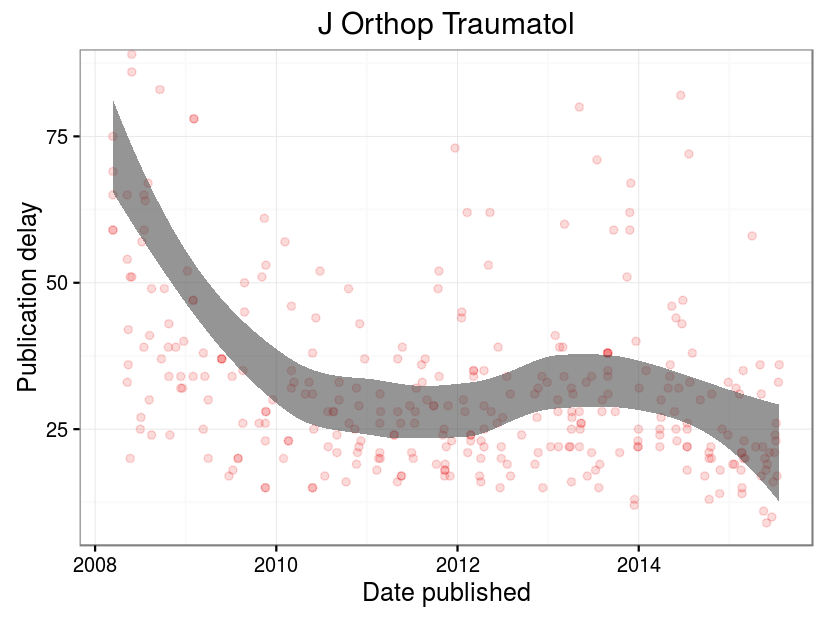 J Orthop Traumatol
Publication delay
75
50
25
2008 2010 2012 2014
Date published